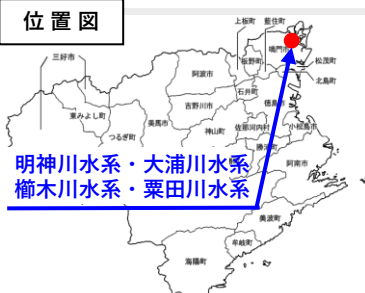 位置図
上板町 藍住町
三好市
鳴門市
板野町
松茂町
阿波市
北島町
石井町
吉野川市
徳島市
東みよし町
美馬市
つるぎ町
神山町
佐那河内村
小松島市
勝浦町
明神川水系・大浦川水系
櫛木川水系・粟田川水系
阿南市
美波町
牟岐町
海陽町